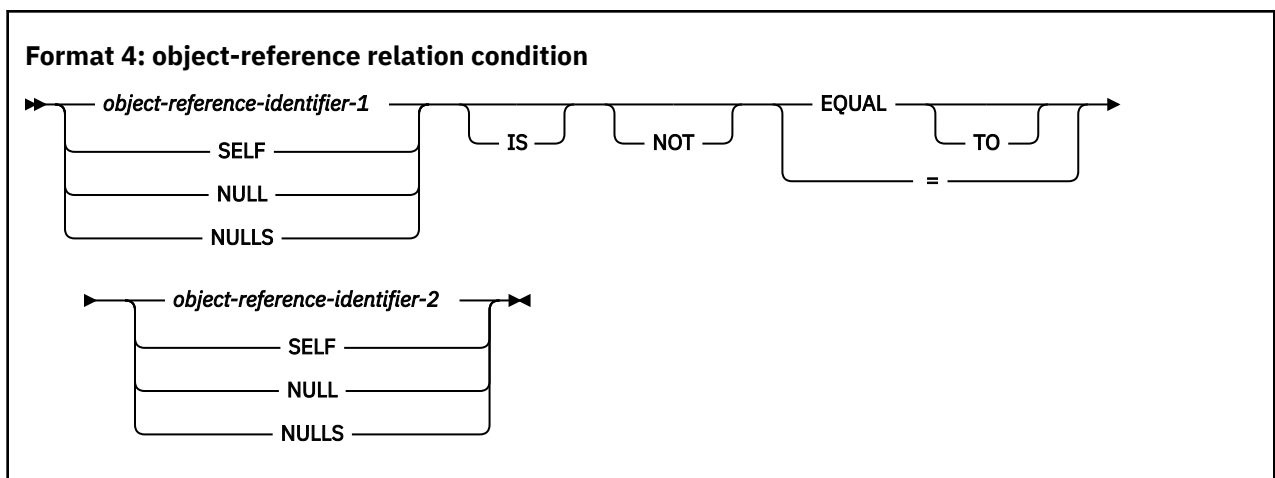 Format 4: object-reference relation condition
object-reference-identifier-1 EQUAL
IS NOT TO
SELF
=
NULL
NULLS
object-reference-identifier-2
SELF
NULL
NULLS